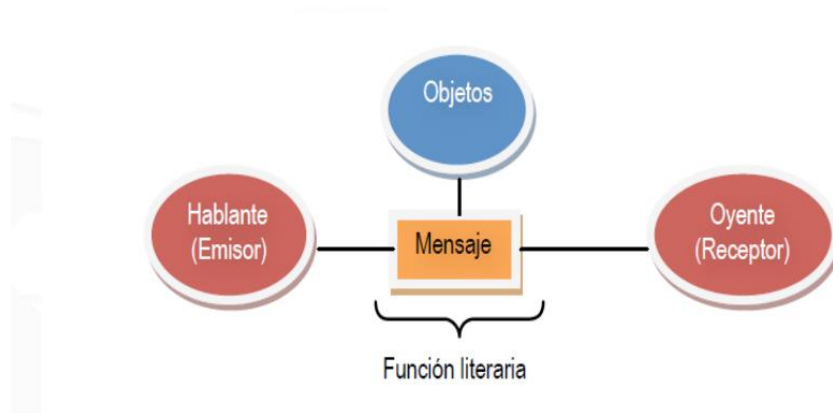 Objetos
Hablante
(Emisor)
Mensaje
Oyente
(Receptor)
Función literaria